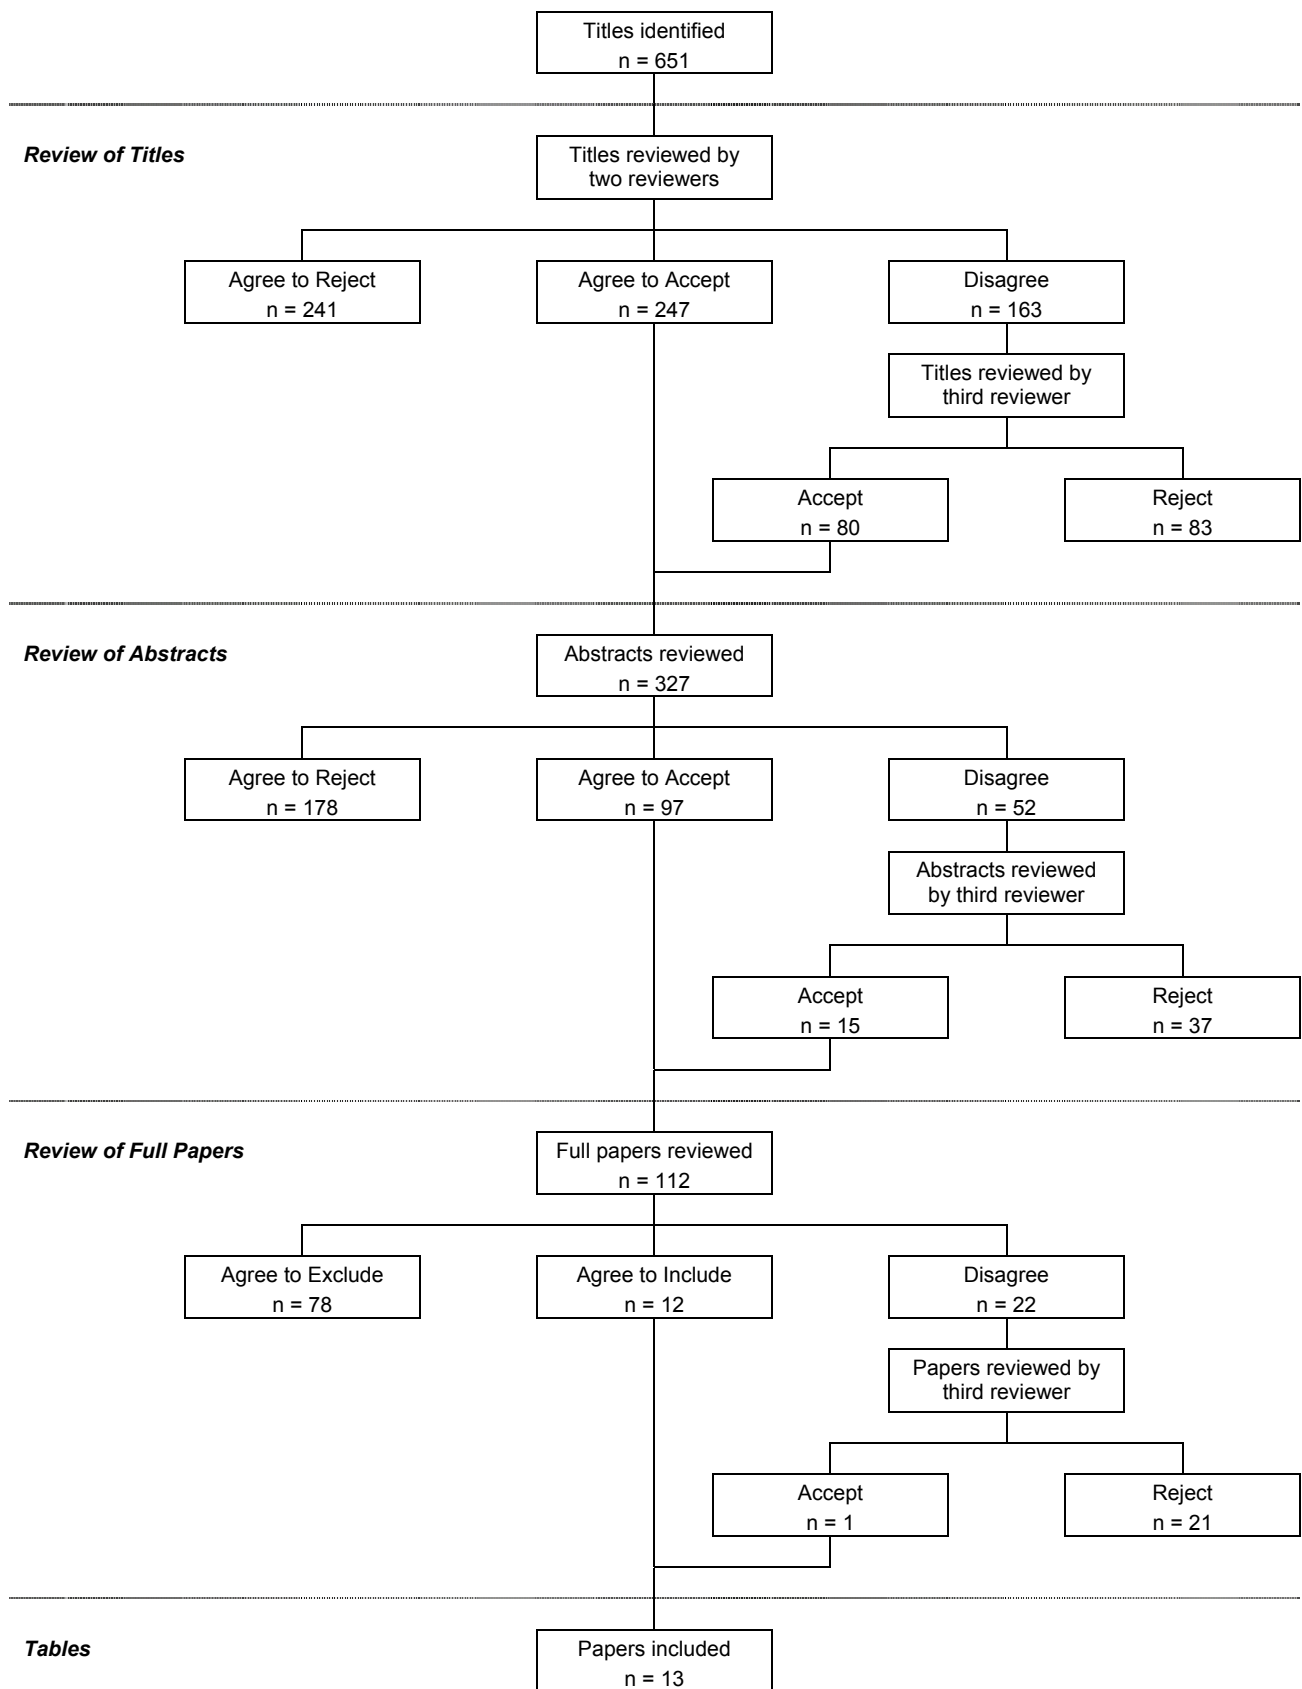 Titles identified
n = 651
Review of Titles
Titles reviewed by
two reviewers
Agree to Reject
n = 241
Agree to Accept
n = 247
Disagree
n = 163
Titles reviewed by
third reviewer
Accept
n = 80
Reject
n = 83
Review of Abstracts
Abstracts reviewed
n = 327
Agree to Reject
n = 178
Agree to Accept
n = 97
Disagree
n = 52
Abstracts reviewed
by third reviewer
Accept
n = 15
Reject
n = 37
Review of Full Papers
Full papers reviewed
n = 112
Agree to Exclude
n = 78
Agree to Include
n = 12
Disagree
n = 22
Papers reviewed by
third reviewer
Accept
n = 1
Reject
n = 21
Tables
Papers included
n = 13